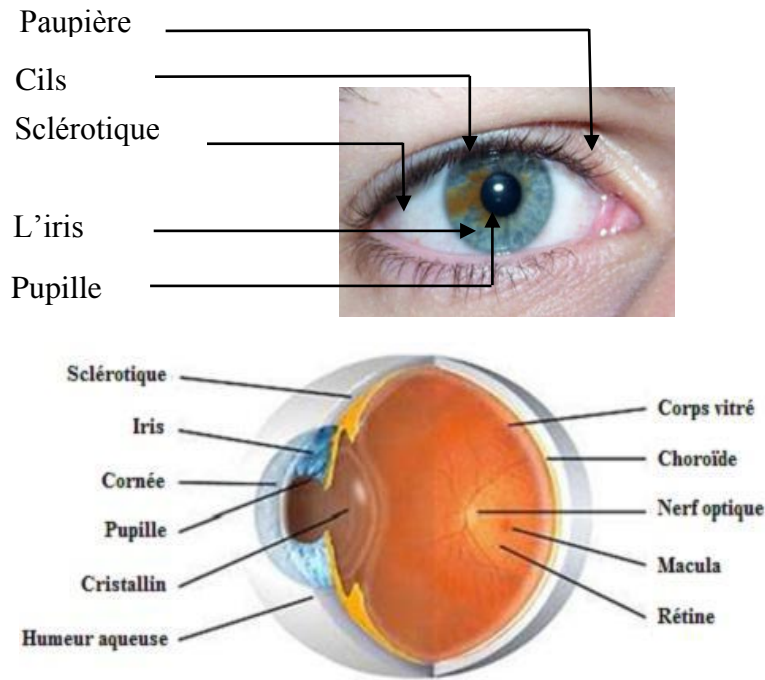 Paupière
Cils
Sclérotique
L’iris
Pupille
Sclérotique
Iris
Cornée
Pupille
Cristallin
Humeur aqueuse
Corps vitré
Choroïde
Nerf optique
Macula
Rétine